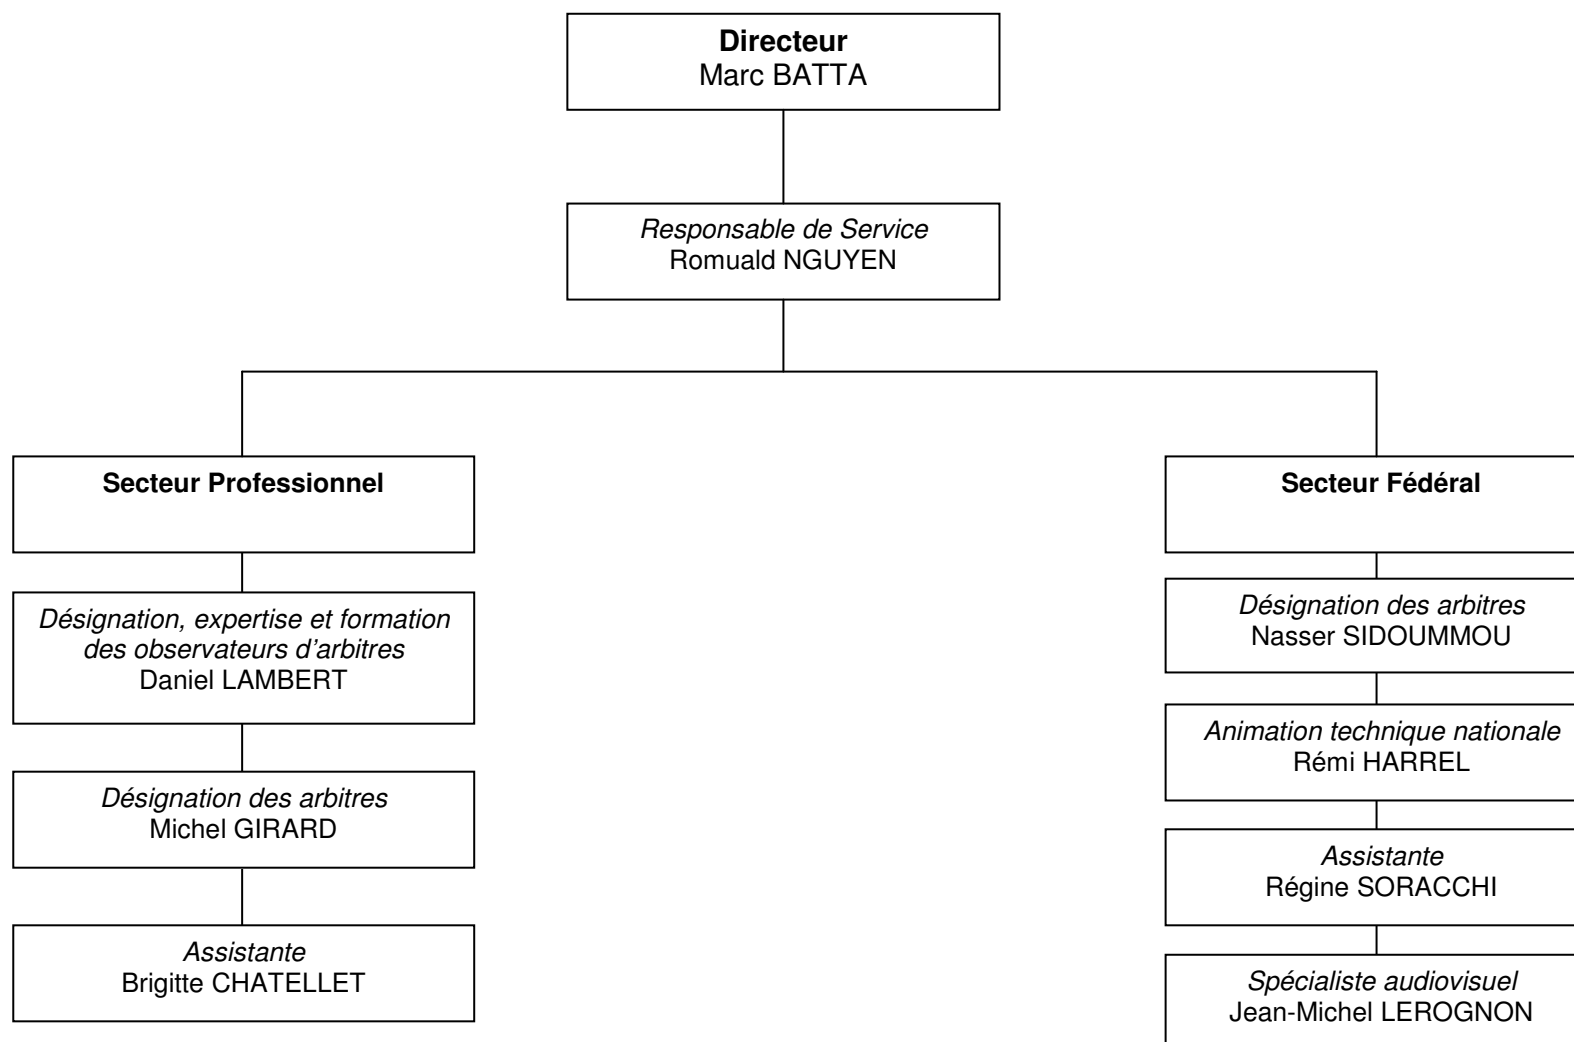 Directeur
Marc BATTA
Responsable de Service
Romuald NGUYEN
Secteur Professionnel
Désignation, expertise et formation
des observateurs d'arbitres
Daniel LAMBERT
Désignation des arbitres
Michel GIRARD
Assistante
Brigitte CHATELLET
Secteur Fédéral
Désignation des arbitres
Nasser SIDOUMMOU
Animation technique nationale
Rémi HARREL
Assistante
Régine SORACCHI
Spécialiste audiovisuel
Jean-Michel LEROGNON